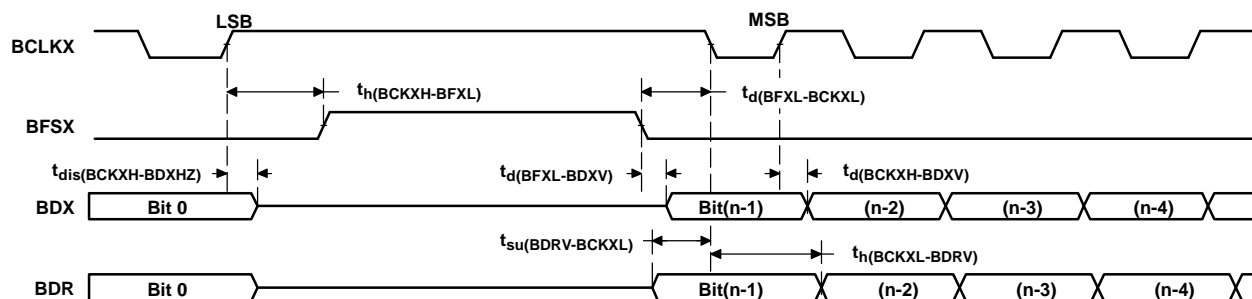 LSB MSB
BCLKX
th(BCKXH-BFXL) td(BFXL-BCKXL)
BFSX
tdis(BCKXH-BDXHZ) td(BFXL-BDXV) td(BCKXH-BDXV)
BDX Bit 0 Bit(n-1) (n-2) (n-3) (n-4)
tsu(BDRV-BCKXL) th(BCKXL-BDRV)
BDR Bit 0 Bit(n-1) (n-2) (n-3) (n-4)